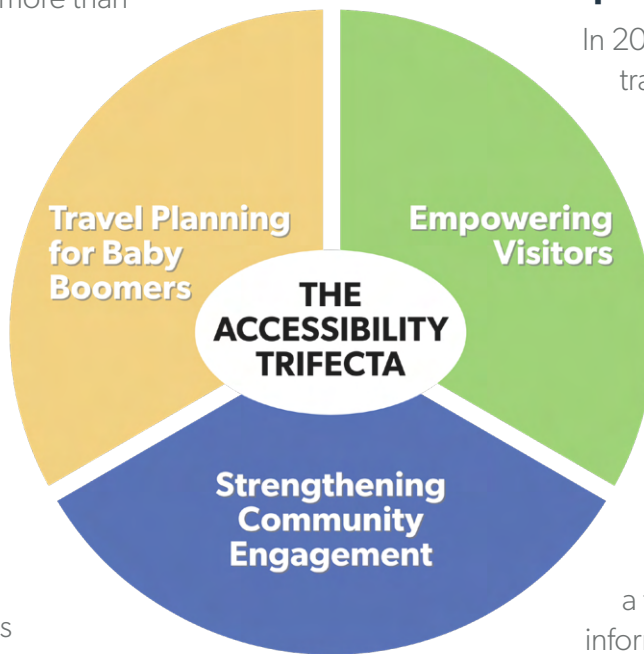 more than
In 20
tra
Travel Planning
for Baby
Boomers
Empowering
Visitors
THE
ACCESSIBILITY
TRIFECTA
Strengthening
Community
Engagement
a
s
infor